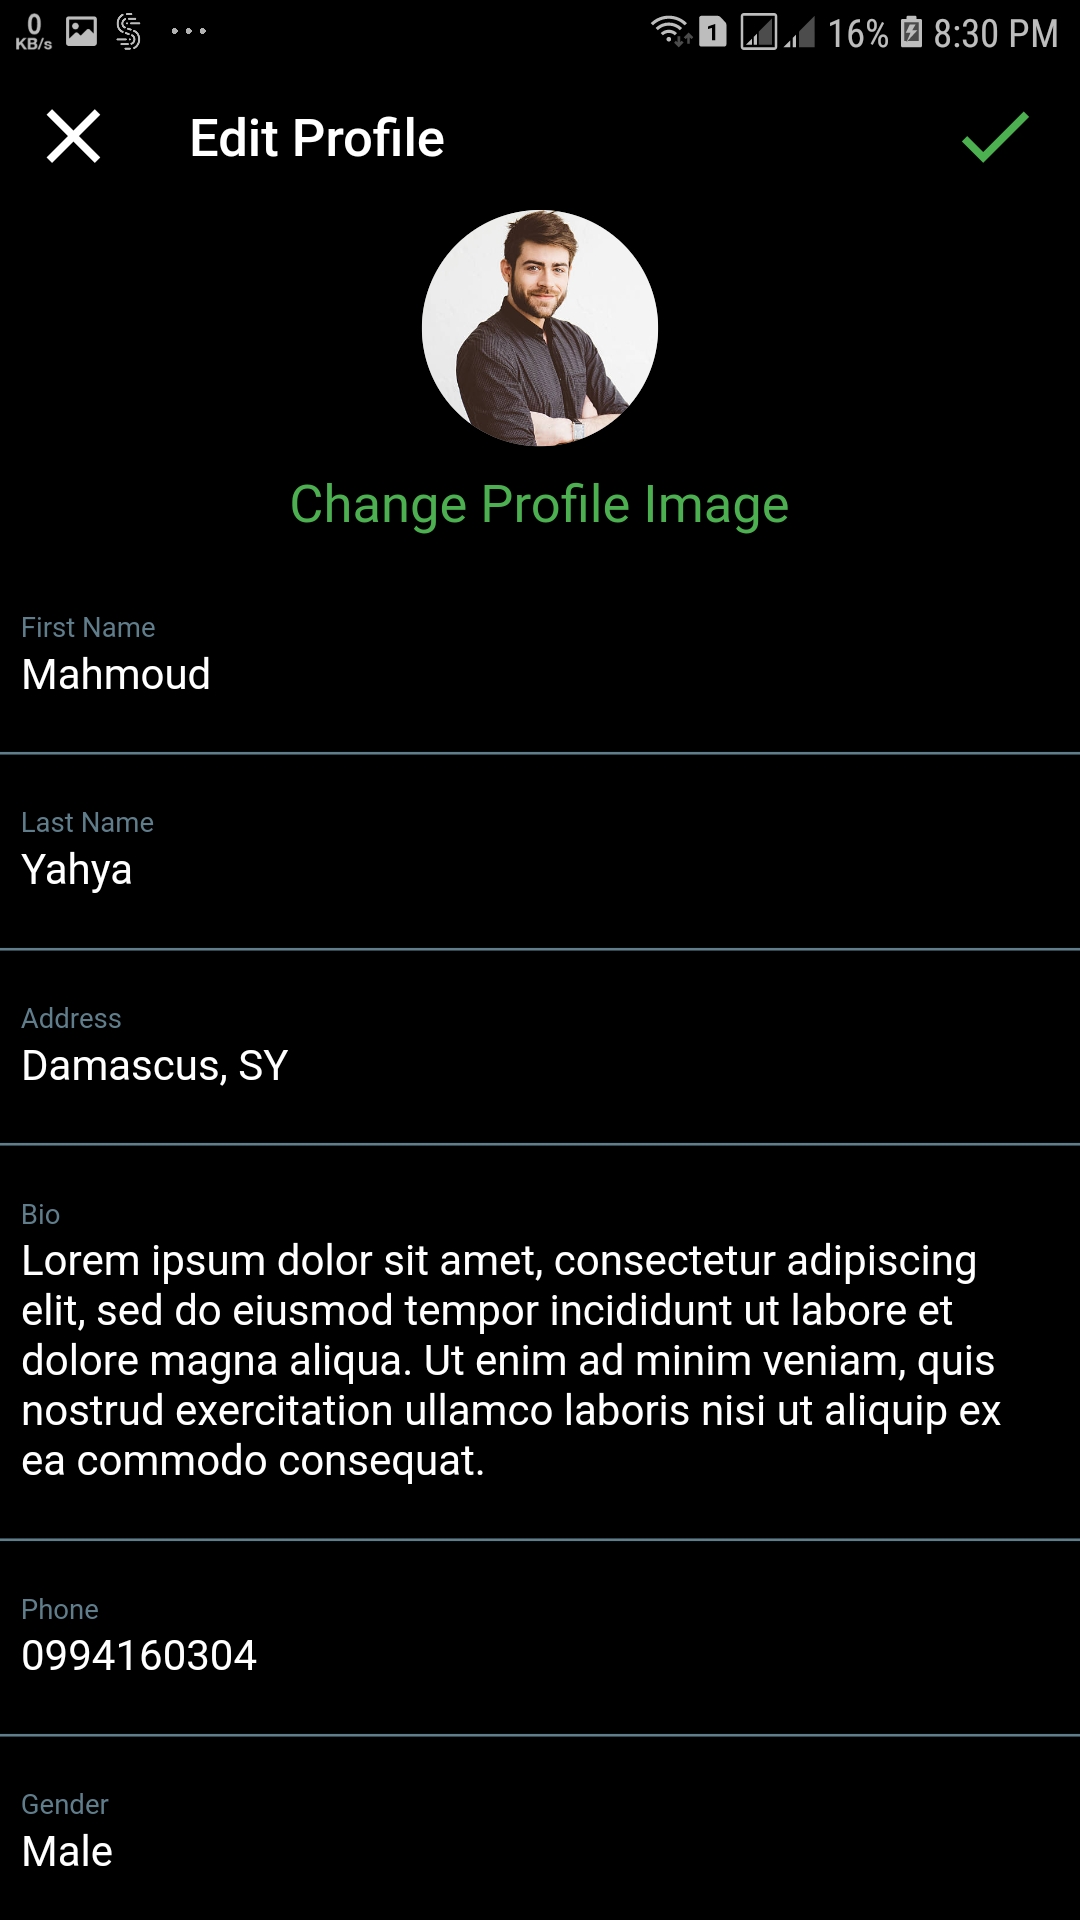 0
KB/s
1
16%
8:30 PM
Edit Profile
Change Profile Image
First Name
Mahmoud
Last Name
Yahya
Address
Damascus, SY
Bio
Lorem ipsum dolor sit amet, consectetur adipiscing
elit, sed do eiusmod tempor incididunt ut labore et
dolore magna aliqua. Ut enim ad minim veniam, quis
nostrud exercitation ullamco laboris nisi ut aliquip ex
ea commodo consequat.
Phone
0994160304
Gender
Male